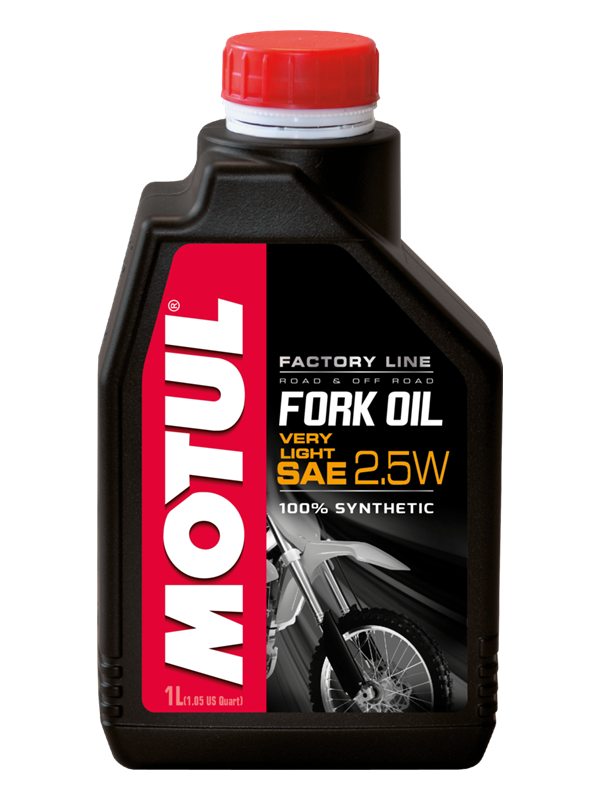 MOTUL®
FACTORY LINE
ROAD & OFF ROAD
FORK OIL
VERY
LIGHT
SAE 2.5W
100% SYNTHETIC
1L(1.05 US Quart)